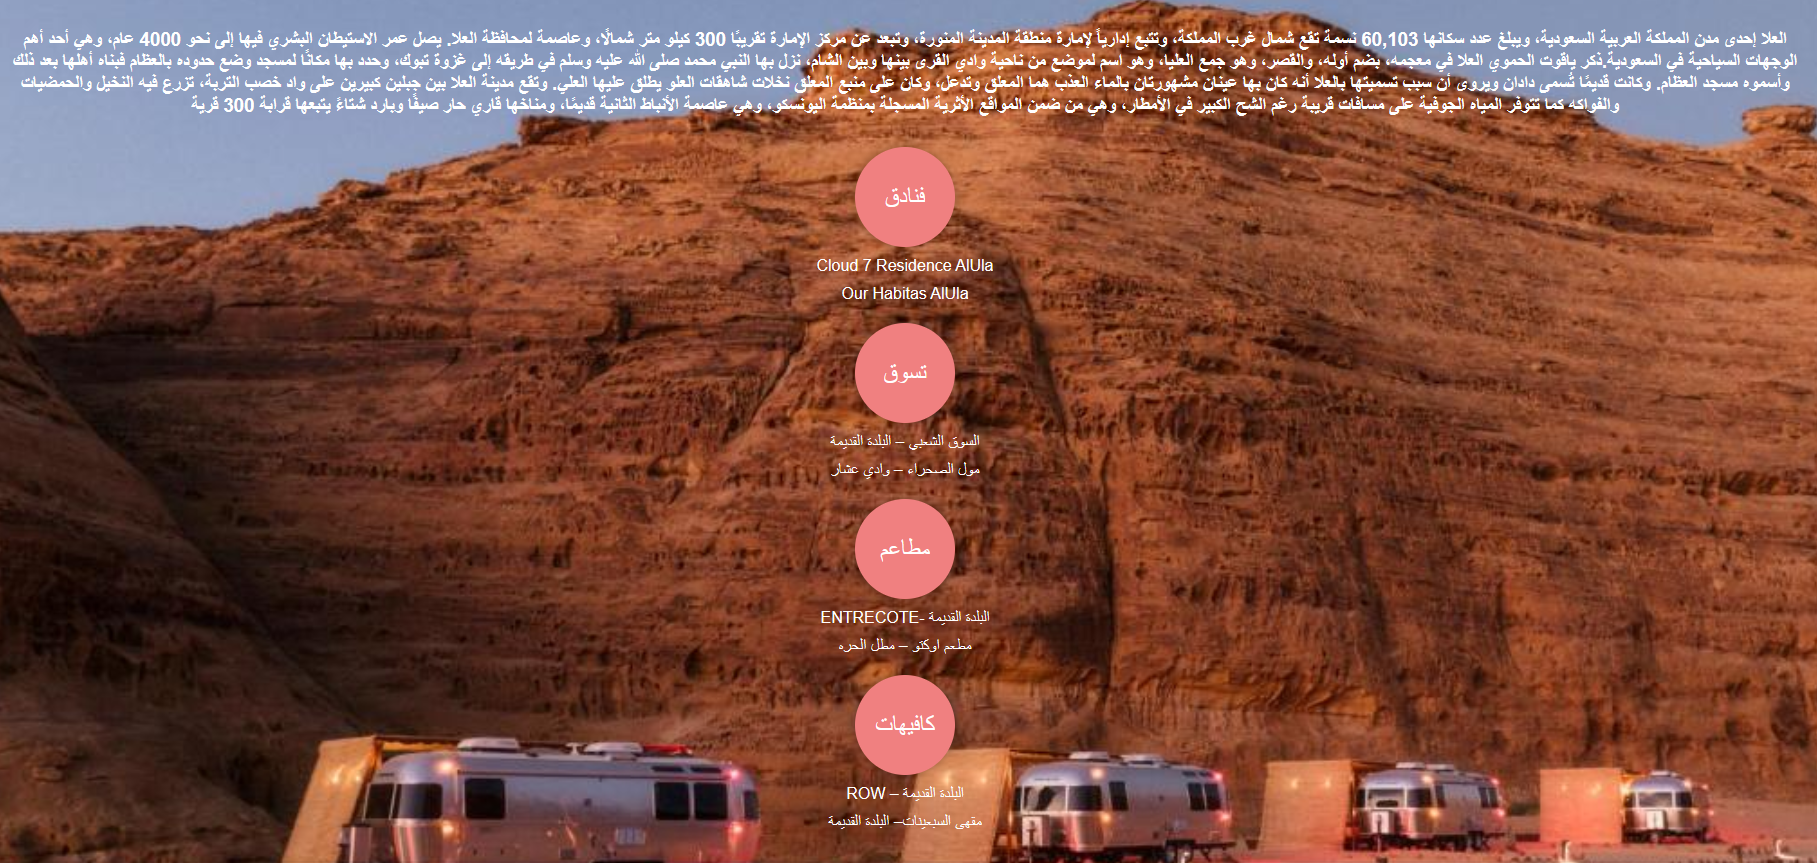 العلا إحدى مدن المملكة العربية السعودية، ويبلغ عدد سكانها 60,103 نسمة تقع شمال غرب المملكة، وتتبع إدارياً لإمارة منطقة المدينة المنورة، وتبعد عن مركز الإمارة تقريبًا 300 كيلو متر شمالًا، وعاصمة لمحافظة العلا. يصل عمر الاستيطان البشري فيها إلى نحو 4000 عام، وهي أحد أهم
الوجهات السياحية في السعودية.ذكر ياقوت الحموي العلا في معجمه، بضم أوله، والقصر، وهو جمع العليا، وهو اسم لموضع من ناحية وادي القرى بينها وبين الشام، نزل بها النبي محمد صلى الله عليه وسلم في طريقه إلى غزوة تبوك، وحدد بها مكانًا لمسجد وضع حدوده بالعظام فبناه أهلها بعد ذلك
وأسموه مسجد العظام. وكانت قديمًا تُسمى دادان ويروى أن سبب تسميتها بالعلا أنه كان بها عينان مشهورتان بالماء العذب هما المعلق وتدعل، وكان على منبع المعلق نخلات شاهقات العلو يطلق عليها العلي. وتقع مدينة العلا بين جبلين كبيرين على واد خصب التربة، تزرع فيه النخيل والحمضيات
والفواكه كما تتوفر المياه الجوفية على مسافات قريبة رغم الشح الكبير في الأمطار، وهي من ضمن المواقع الأثرية المسجلة بمنظمة اليونسكو، وهي عاصمة الأنباط الثانية قديمًا، ومناخها قاري حار صيفًا وبارد شتاءً يتبعها قرابة 300 قرية
فنادق
Cloud 7 Residence AlUla
Our Habitas AlUla
تسوق
السوق الشعبي – البلدة القديمة
مول الصحراء – وادي عشار
مطاعم
البلدة القديمة -ENTRECOTE
مطعم اوكتو – مطل الحره
كافيهات
البلدة القديمة – ROW
مقهى السبعينات– البلدة القديمة